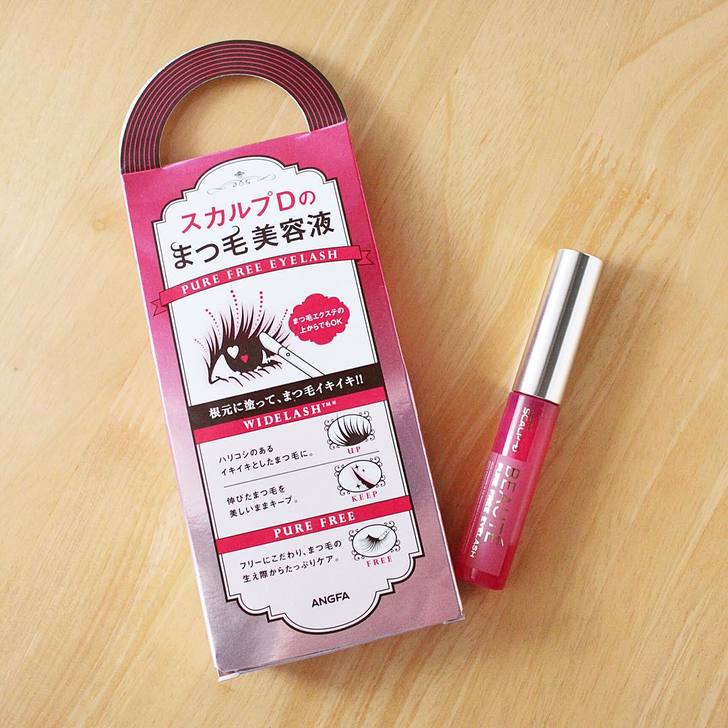 スカルプDの
まつ毛美容液
PURE FREE EYELASH
まつ毛エクステの
上からでもOK
根元に塗って、まつ毛イキイキ!!
WIDELASH™※
ハリコシのある
イキイキとしたまつ毛に。
UP
伸びたまつ毛を
美しいままキープ。
KEEP
PURE FREE
フリーにこだわり、まつ毛の
生え際からたっぷりケア。
FREE
ANGFA
SCALP-D
BEAUTÉ
PURE FREE EYELASH